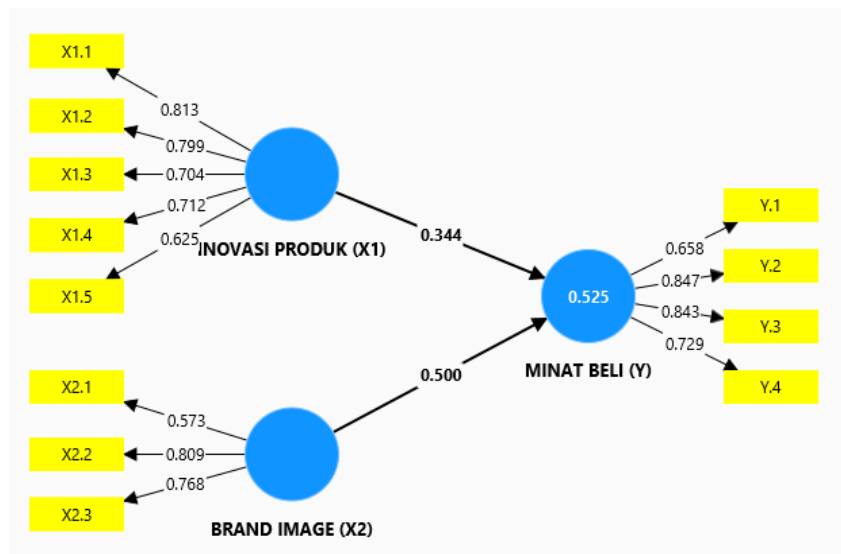 X1.1
0.813
X1.2
0.799
X1.3
0.704
X1.4
0.712
X1.5
0.625
INOVASI PRODUK (X1)
0.344
X2.1
0.573
X2.2
0.809
X2.3
0.768
BRAND IMAGE (X2)
0.500
0.525
MINAT BELI (Y)
0.658
Y.1
0.847
Y.2
0.843
Y.3
0.729
Y.4